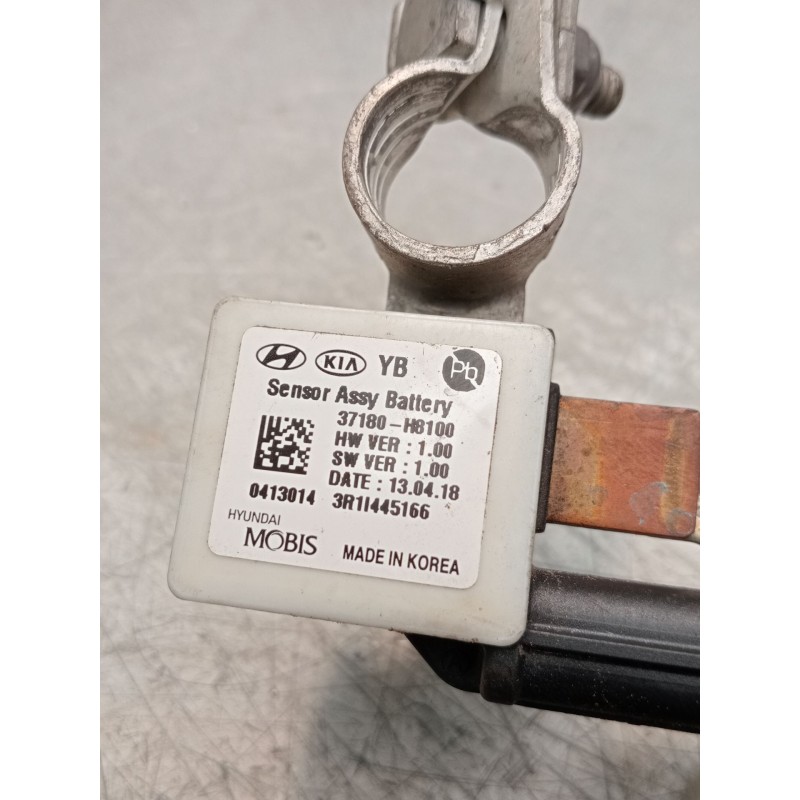 KIA YB Pb
Sensor Assy Battery
37180-H8100
HW VER : 1.00
SW VER : 1.00
DATE : 13.04.18
0413014 3R1I445166
HYUNDAI
MOBIS MADE IN KOREA